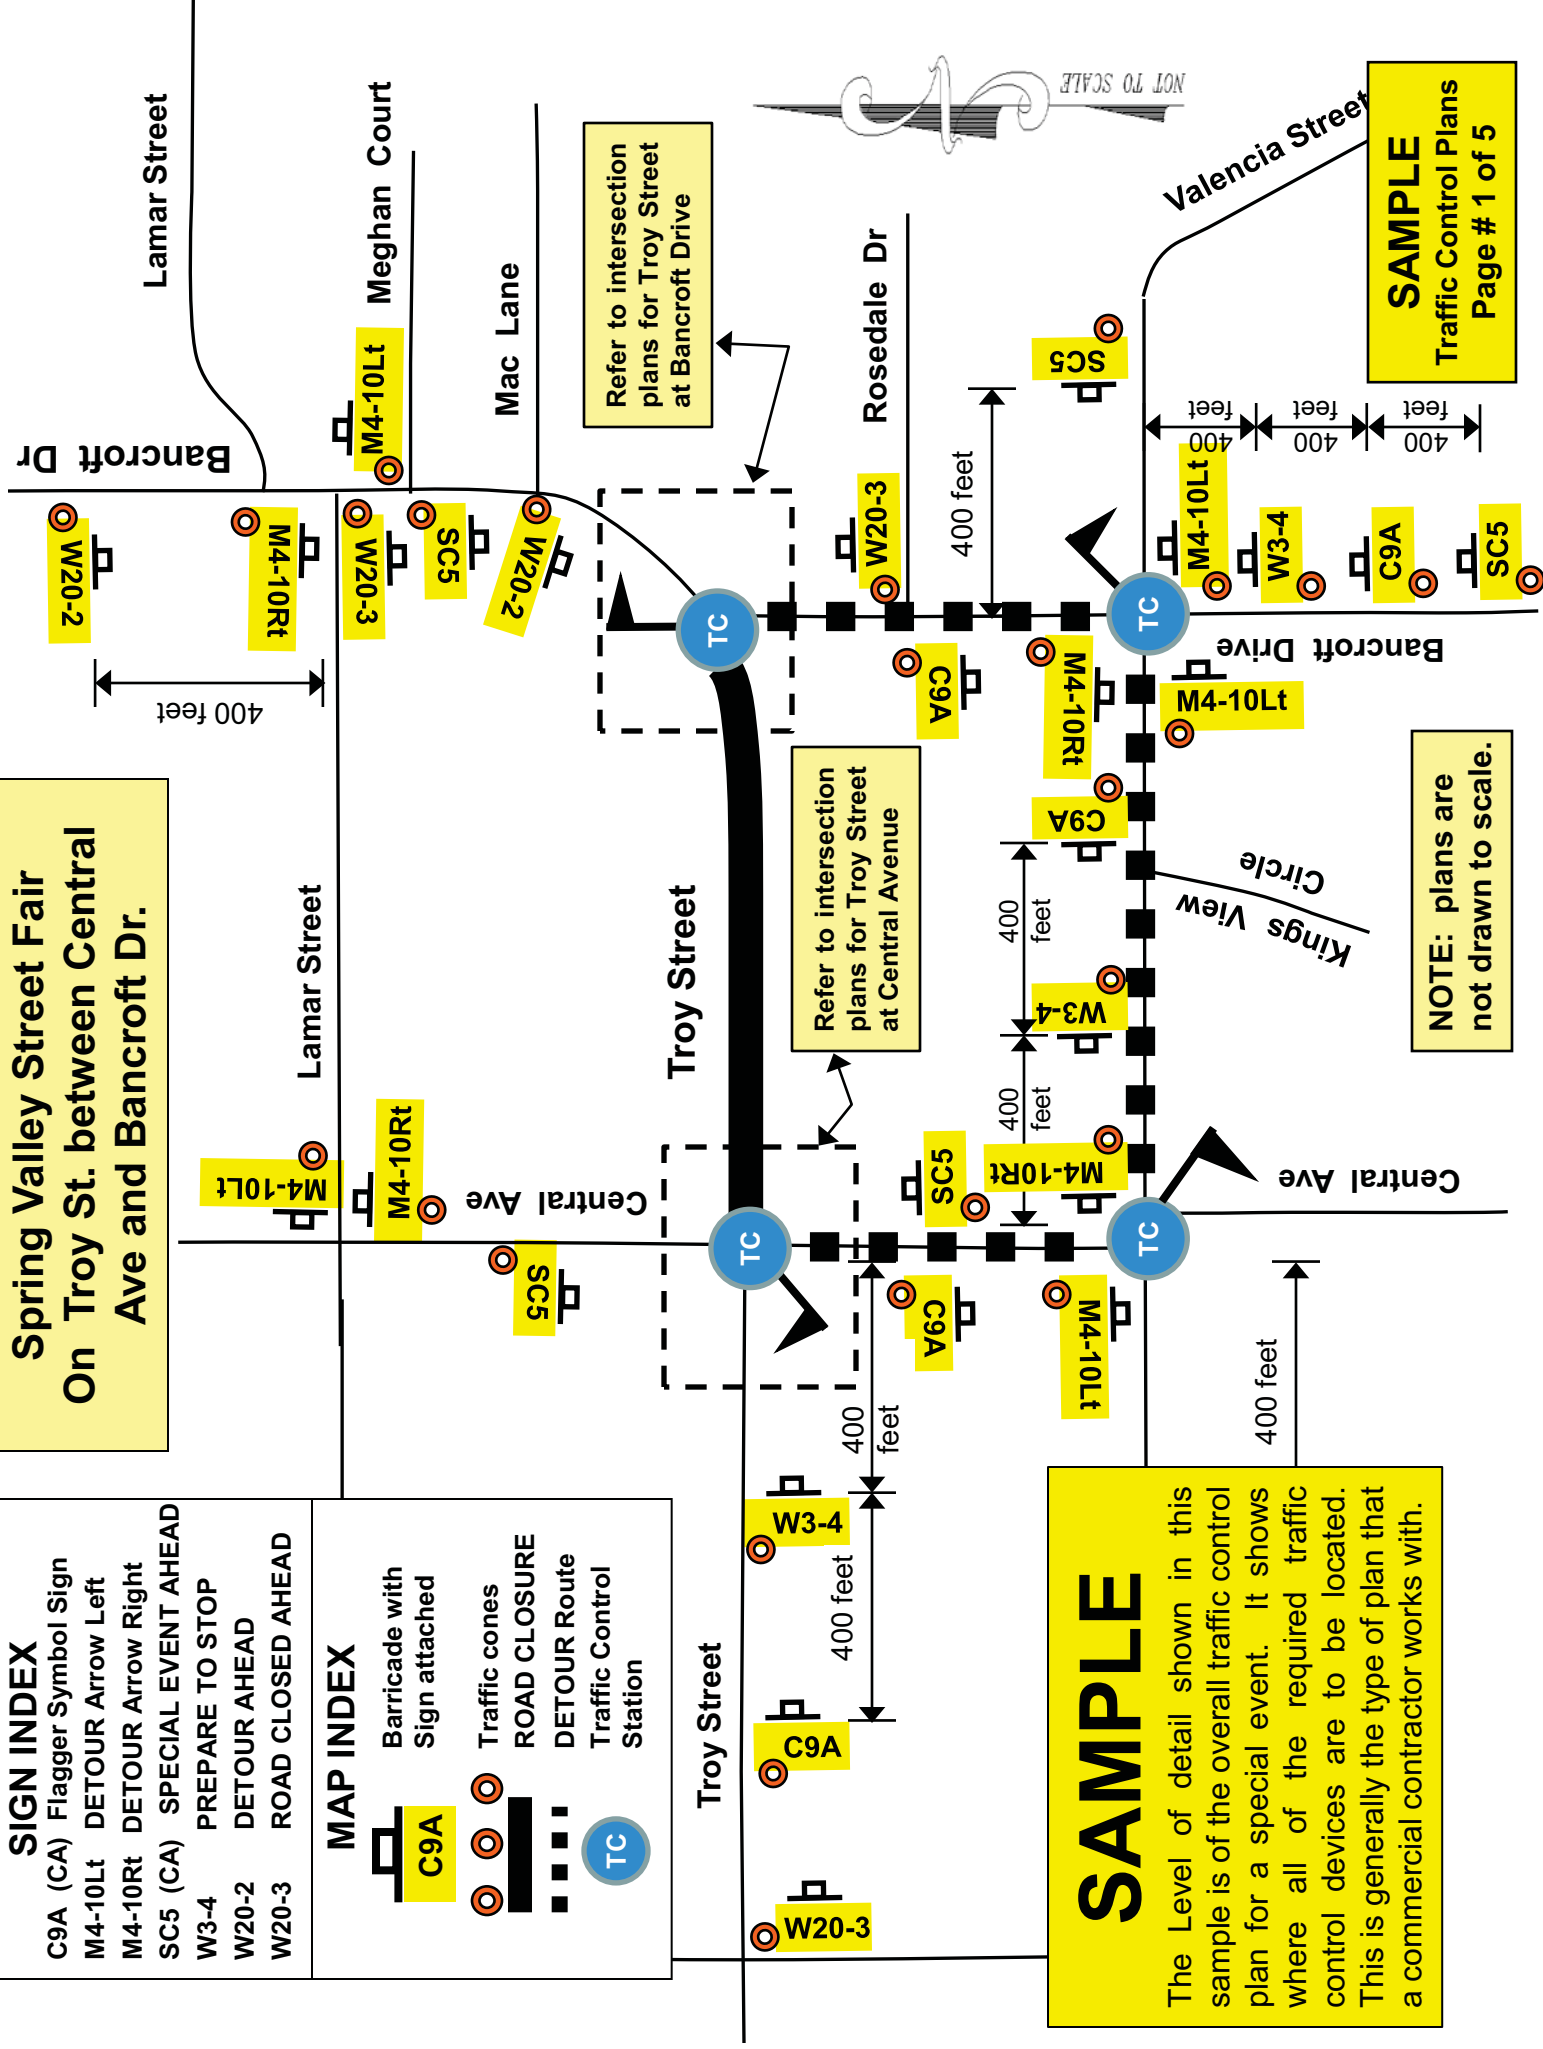 Spring Valley Street Fair
On Troy St. between Central
Ave and Bancroft Dr.
SIGN INDEX
C9A (CA) Flagger Symbol Sign
M4-10Lt DETOUR Arrow Left
M4-10Rt DETOUR Arrow Right
SC5 (CA) SPECIAL EVENT AHEAD
W3-4 PREPARE TO STOP
W20-2 DETOUR AHEAD
W20-3 ROAD CLOSED AHEAD
MAP INDEX
C9A
Barricade with
Sign attached
Traffic cones
ROAD CLOSURE
DETOUR Route
TC
Traffic Control
Station
Lamar Street
Bancroft Dr
W20-2
M4-10Rt
400 feet
Meghan Court
M4-10Lt
W20-3
SC5
Mac Lane
W20-2
Lamar Street
M4-10Lt
M4-10Rt
Central Ave
SC5
Refer to intersection
plans for Troy Street
at Bancroft Drive
NOT TO SCALE
Troy Street
TC
TC
Troy Street
W20-3
C9A
W3-4
400 feet
400
feet
Refer to intersection
plans for Troy Street
at Central Avenue
Rosedale Dr
W20-3
C9A
M4-10Rt
400 feet
SC5
Valencia Street
C9A
M4-10Lt
SC5
M4-10Rt
W3-4
C9A
400
feet
400
feet
TC
TC
400 feet
Central Ave
Kings View
Circle
M4-10Lt
Bancroft Drive
M4-10Lt
W3-4
C9A
SC5
400
feet
400
feet
400
feet
SAMPLE
The Level of detail shown in this
sample is of the overall traffic control
plan for a special event. It shows
where all of the required traffic
control devices are to be located.
This is generally the type of plan that
a commercial contractor works with.
NOTE: plans are
not drawn to scale.
SAMPLE
Traffic Control Plans
Page # 1 of 5